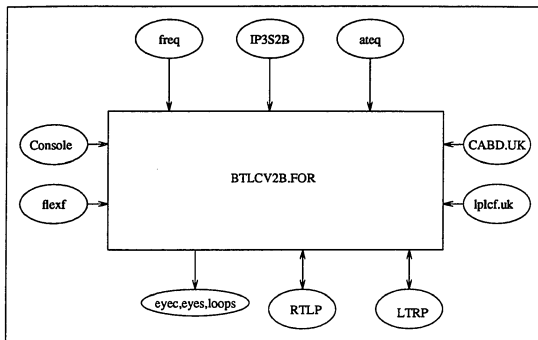 freq
IP3S2B
ateq
Console
CABD.UK
BTLCV2B.FOR
flexf
lplcf.uk
eyec,eyes,loops
RTLP
LTRP